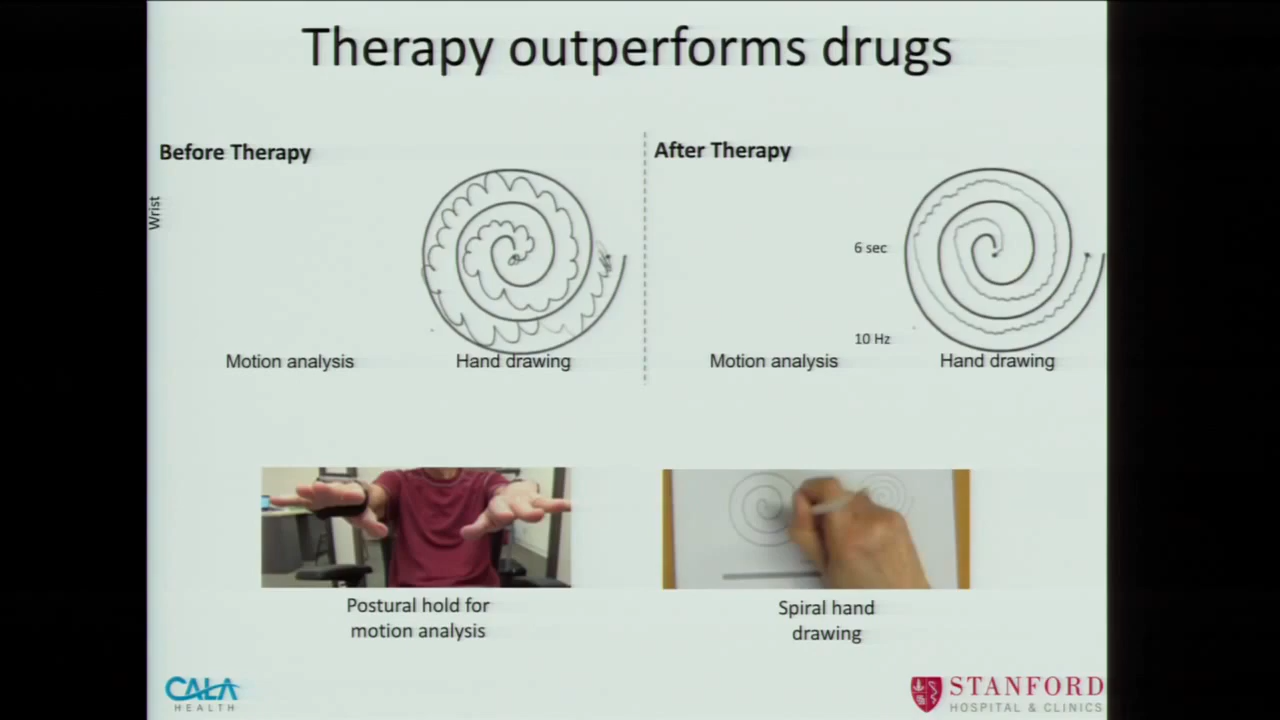 Therapy outperforms drugs
Before Therapy
After Therapy
Wrist
6 sec
10 Hz
Motion analysis
Hand drawing
Motion analysis
Hand drawing
Postural hold for
motion analysis
Spiral hand
drawing
CALA
HEALTH
STANFORD
HOSPITAL & CLINICS